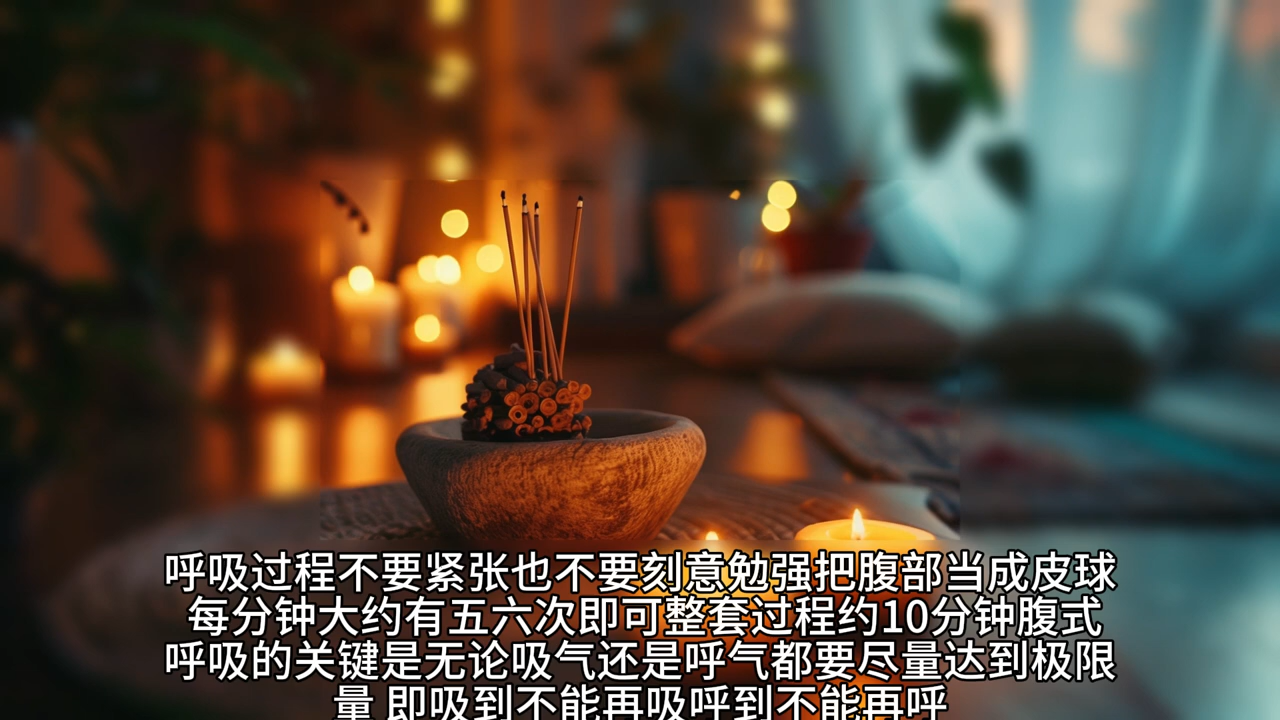 呼吸过程不要紧张也不要刻意勉强把腹部当成皮球
每分钟大约有五六次即可整套过程约10分钟腹式
呼吸的关键是无论吸气还是呼气都要尽量达到极限
量 即吸到不能再吸呼到不能再呼